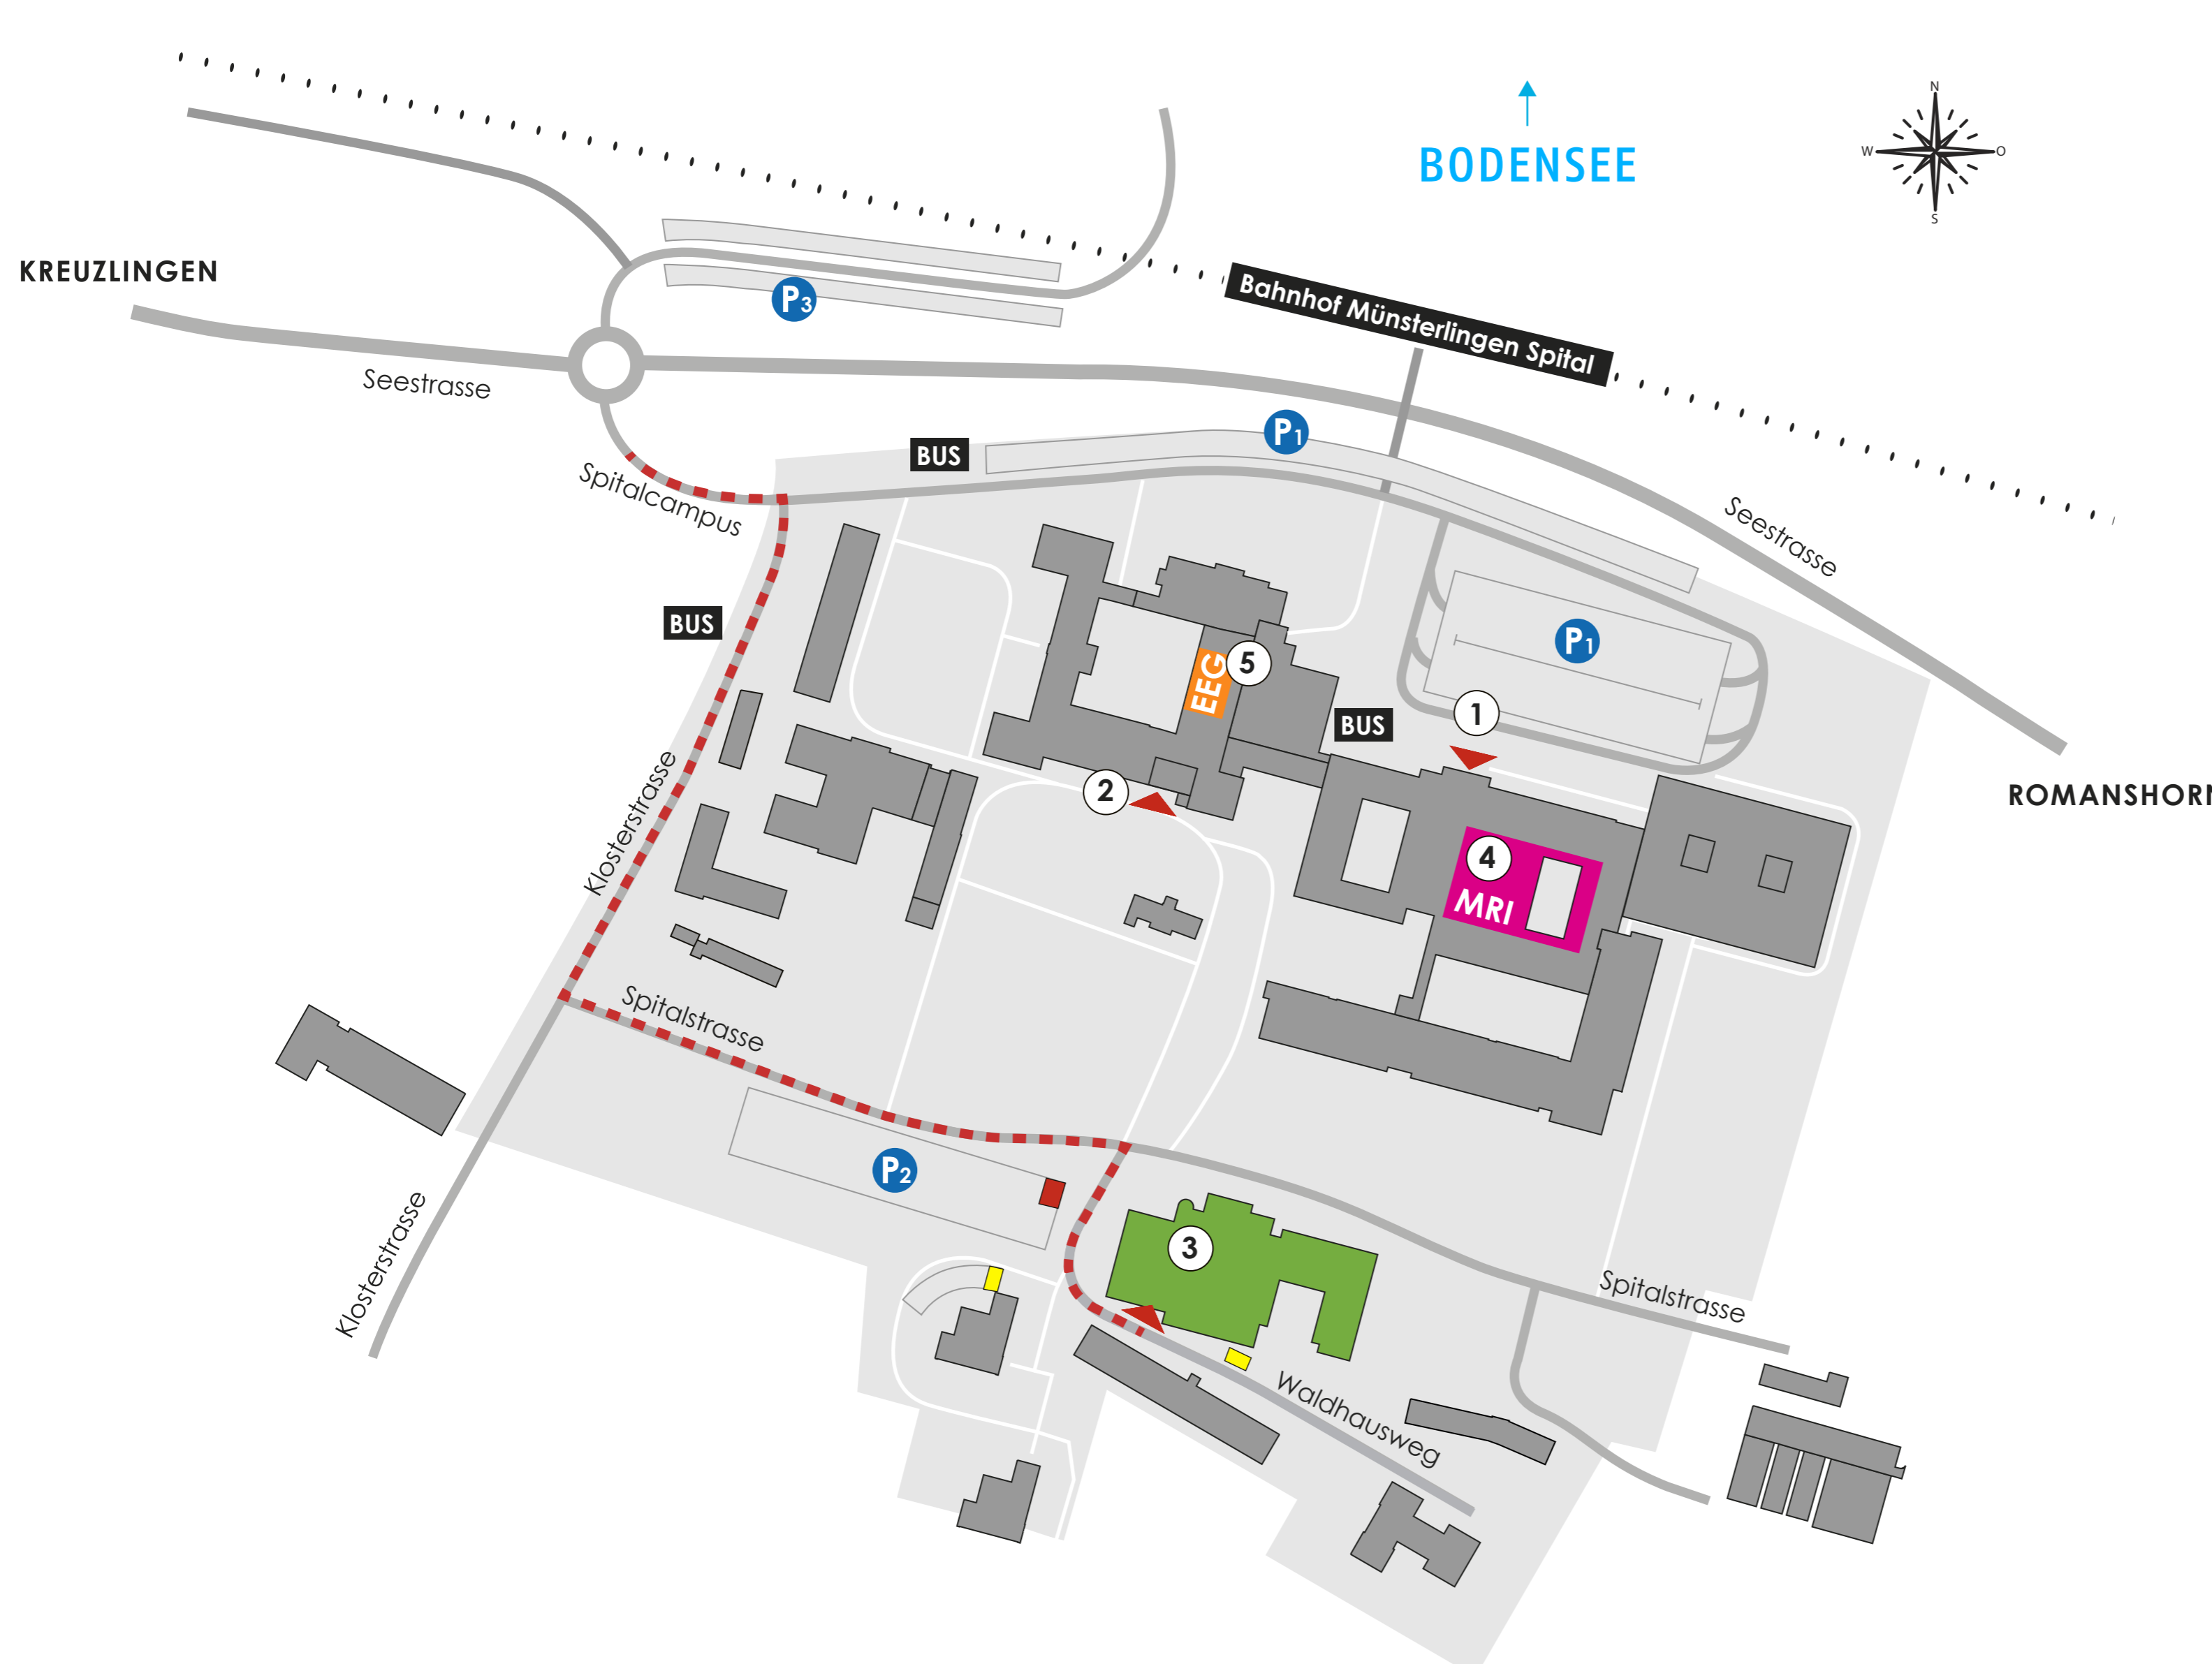 N
W
O
S
BODENSEE
KREUZLINGEN
Bahnhof Münsterlingen Spital
P3
Seestrasse
P1
BUS
Spitalcampus
Seestrasse
BUS
P1
EEG
5
BUS
1
2
ROMANSHORN
4
MRI
Klosterstrasse
Spitalstrasse
P2
3
Klosterstrasse
Spitalstrasse
Waldhausweg